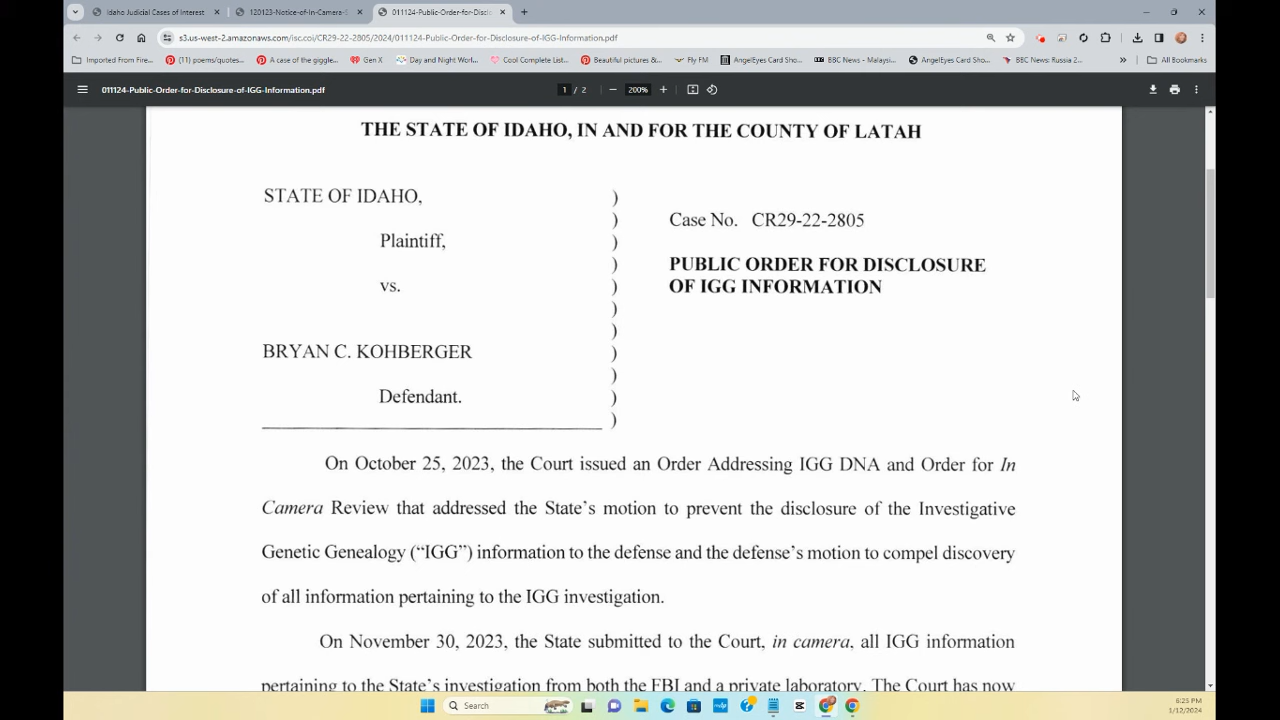 Idaho Judicial Cases of Interest
120123-Notice-of-In-Camera-S
011124-Public-Order-for-Disclo
s3.us-west-2.amazonaws.com/isc.coi/CR29-22-2805/2024/011124-Public-Order-for-Disclosure-of-IGG-Information.pdf
Imported From Fire...
(11) poems/quotes...
A case of the giggle...
Gen X
Day and Night Worl...
Cool Complete List...
Beautiful pictures &...
Fly FM
AngelEyes Card Sho...
BBC News - Malaysi...
AngelEyes Card Sho...
BBC News: Russia 2...
All Bookmarks
011124-Public-Order-for-Disclosure-of-IGG-Information.pdf
1 / 2
200%
THE STATE OF IDAHO, IN AND FOR THE COUNTY OF LATAH
STATE OF IDAHO,
Plaintiff,
vs.
BRYAN C. KOHBERGER
Defendant.
)
)
)
)
)
)
)
)
)
)
)
Case No. CR29-22-2805
PUBLIC ORDER FOR DISCLOSURE
OF IGG INFORMATION
On October 25, 2023, the Court issued an Order Addressing IGG DNA and Order for In
Camera Review that addressed the State's motion to prevent the disclosure of the Investigative
Genetic Genealogy ("IGG") information to the defense and the defense's motion to compel discovery
of all information pertaining to the IGG investigation.
On November 30, 2023, the State submitted to the Court, in camera, all IGG information
pertaining to the State's investigation from both the FBI and a private laboratory. The Court has now
Search
6:25 PM
1/12/2024